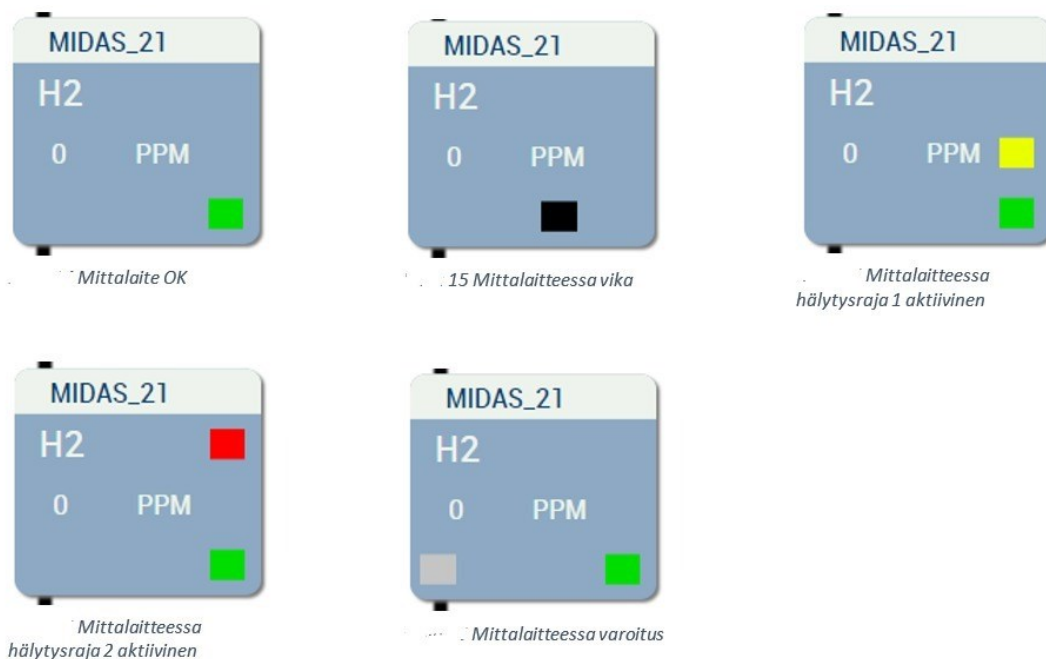 MIDAS_21
H2
0 PPM
Mittalaite OK
MIDAS_21
H2
0 PPM
15 Mittalaitteessa vika
MIDAS_21
H2
0 PPM
Mittalaitteessa
hälytysraja 1 aktiivinen
MIDAS_21
H2
0 PPM
Mittalaitteessa
hälytysraja 2 aktiivinen
MIDAS_21
H2
0 PPM
Mittalaitteessa varoitus